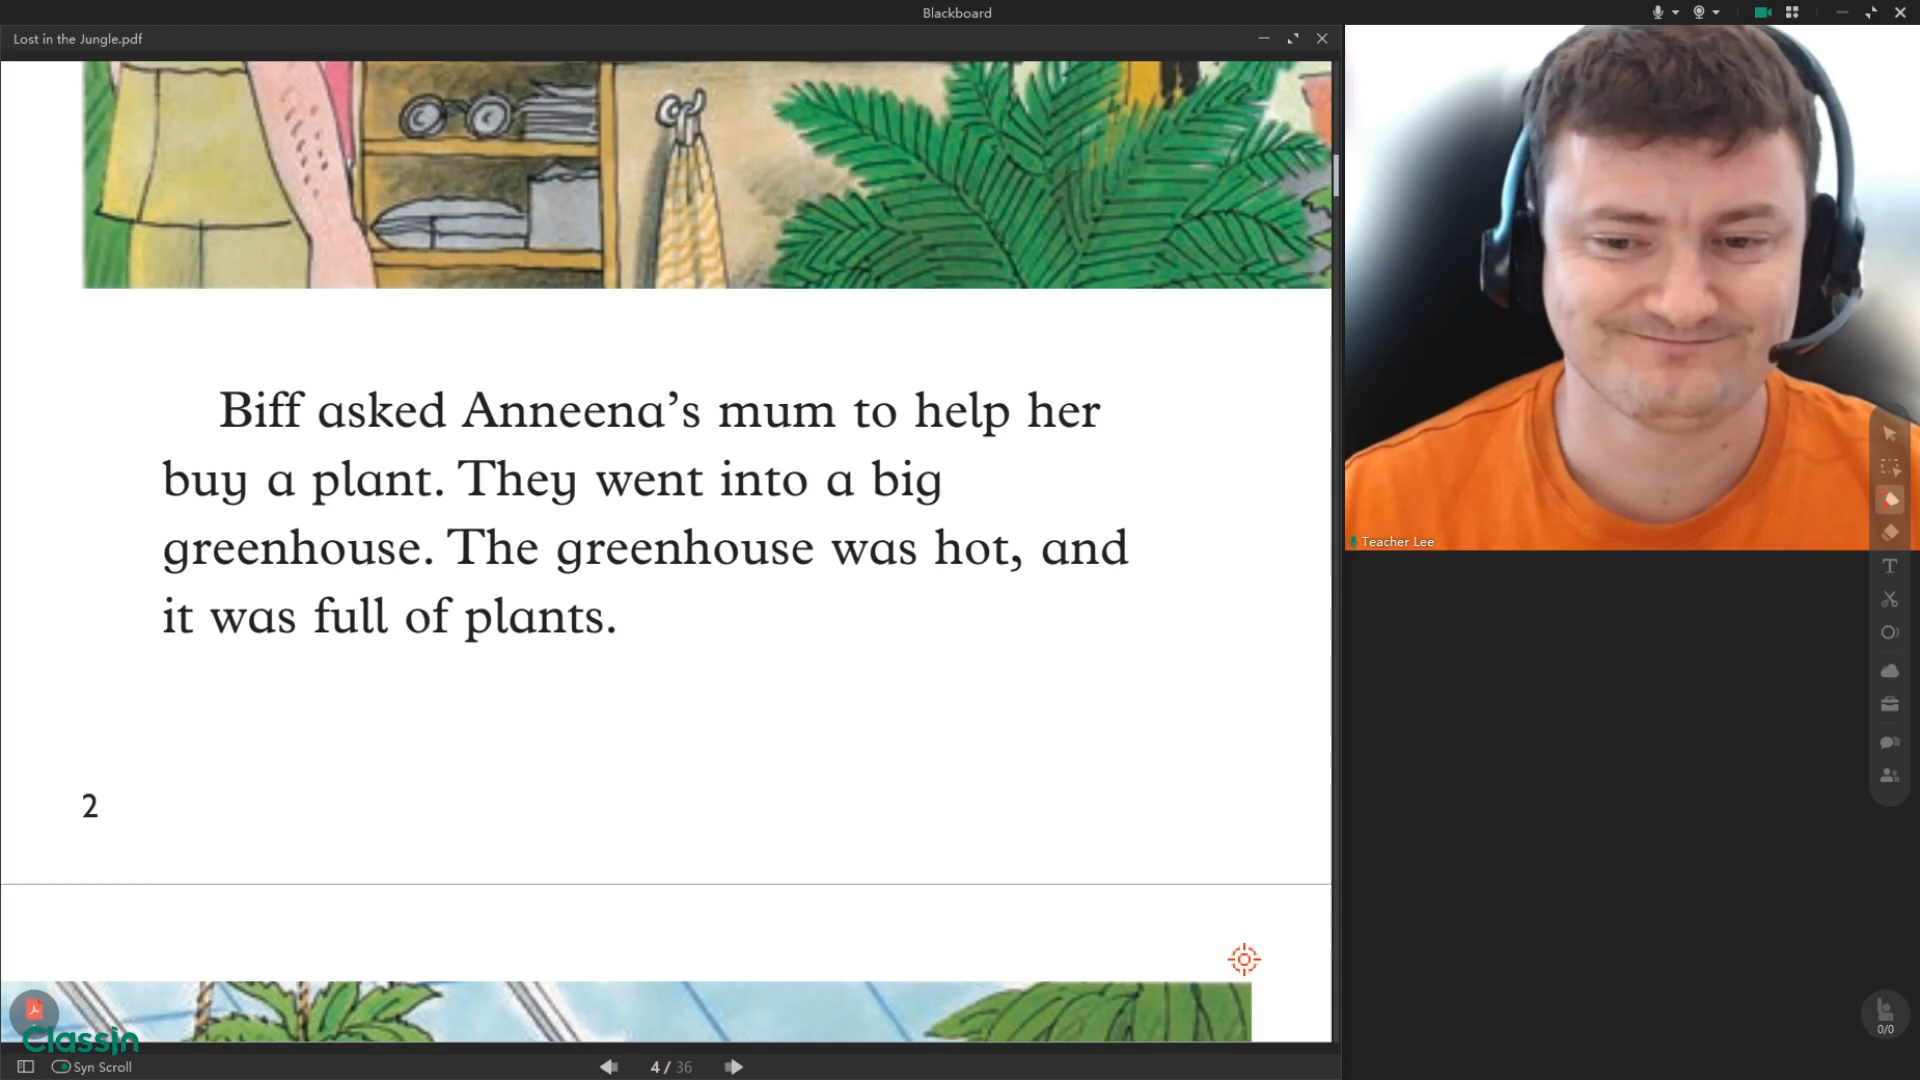 Blackboard
Lost in the Jungle.pdf
Biff asked Anneena’s mum to help her
buy a plant. They went into a big
greenhouse. The greenhouse was hot, and
it was full of plants.
2
Teacher Lee
T
0/0
ClassIn
Syn Scroll
4 / 36